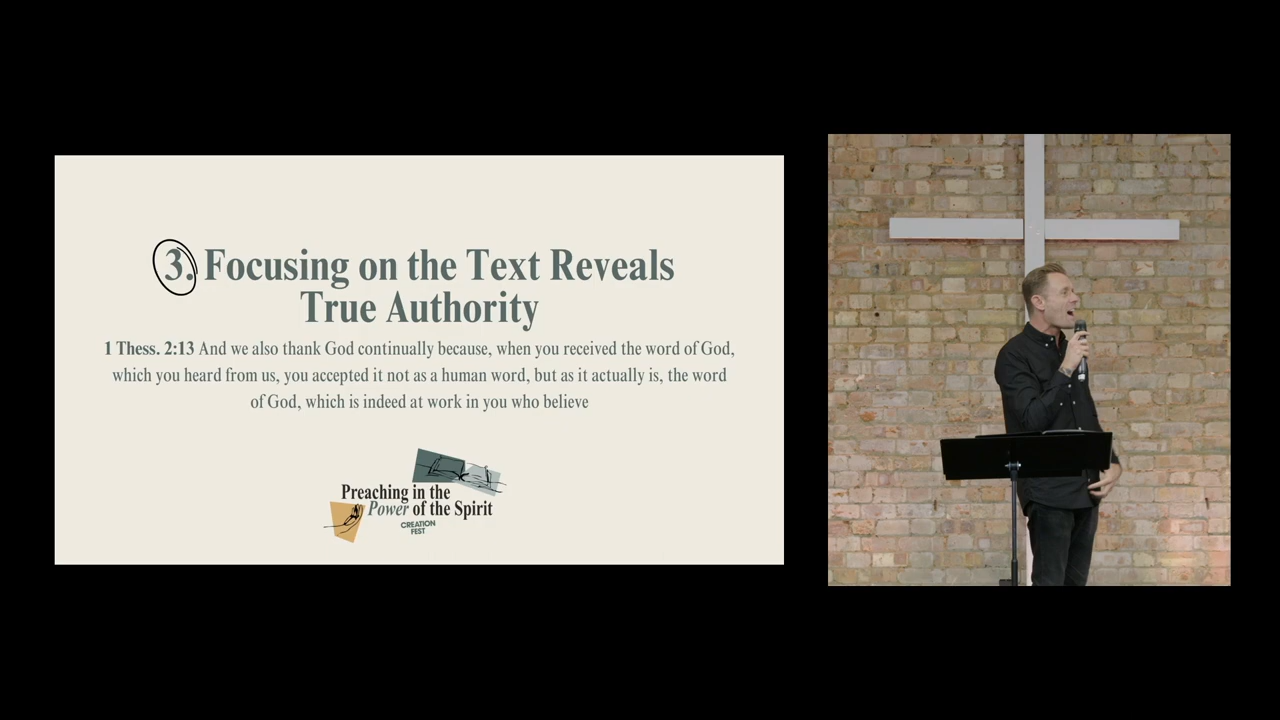 3. Focusing on the Text Reveals
True Authority
1 Thess. 2:13 And we also thank God continually because, when you received the word of God,
which you heard from us, you accepted it not as a human word, but as it actually is, the word
of God, which is indeed at work in you who believe
Preaching in the
Power of the Spirit
CREATION
FEST